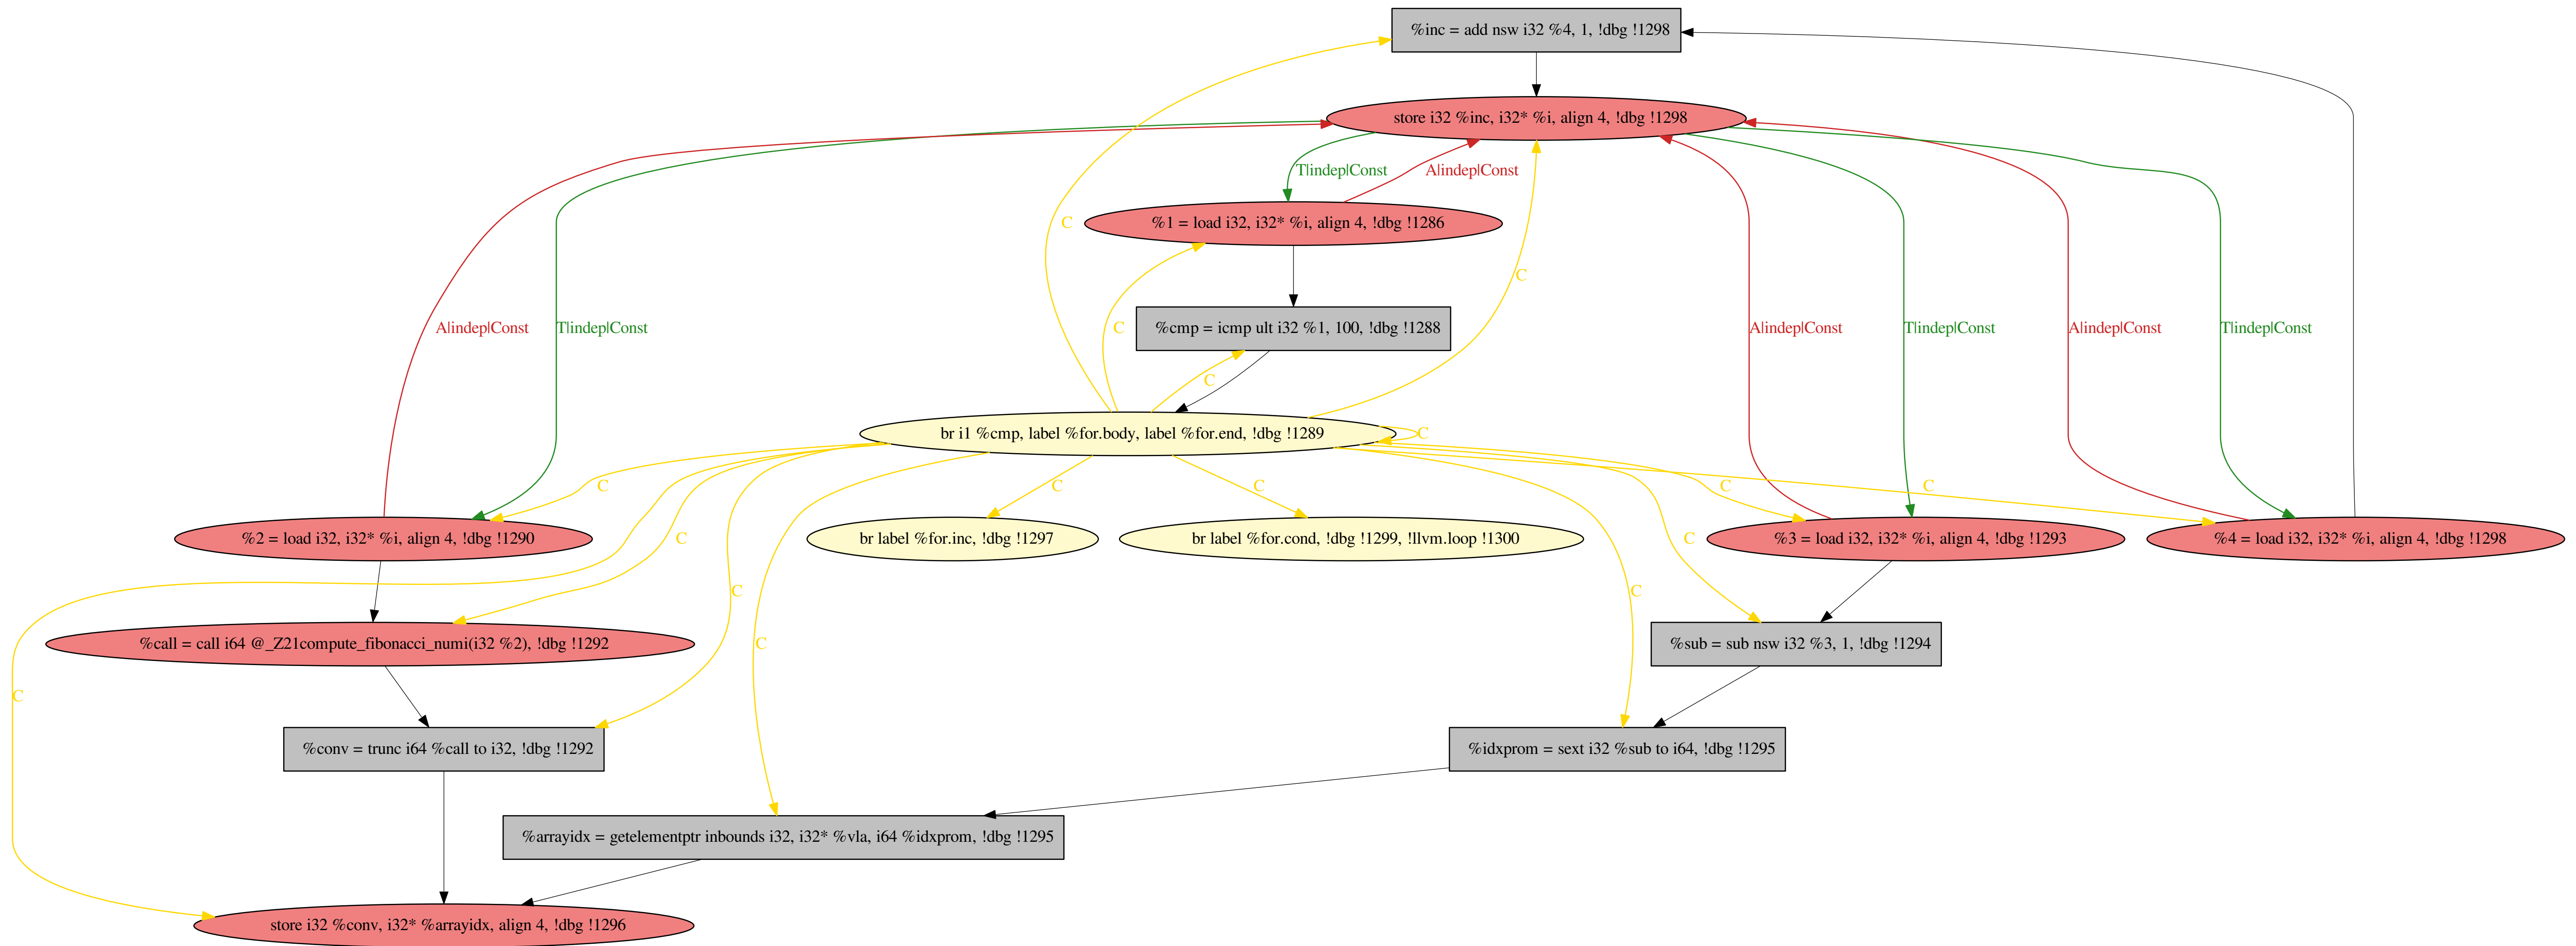 %inc = add nsw i32 %4, 1, !dbg !1298
store i32 %inc, i32* %i, align 4, !dbg !1298
T|indep|Const
A|indep|Const
C
%1 = load i32, i32* %i, align 4, !dbg !1286
C
A|indep|Const
T|indep|Const
C
%cmp = icmp ult i32 %1, 100, !dbg !1288
A|indep|Const
T|indep|Const
A|indep|Const
T|indep|Const
C
br i1 %cmp, label %for.body, label %for.end, !dbg !1289
C
C
C
C
C
C
%2 = load i32, i32* %i, align 4, !dbg !1290
br label %for.inc, !dbg !1297
br label %for.cond, !dbg !1299, !llvm.loop !1300
%3 = load i32, i32* %i, align 4, !dbg !1293
%4 = load i32, i32* %i, align 4, !dbg !1298
C
C
C
C
%call = call i64 @_Z21compute_fibonacci_numi(i32 %2), !dbg !1292
C
%sub = sub nsw i32 %3, 1, !dbg !1294
C
%conv = trunc i64 %call to i32, !dbg !1292
%idxprom = sext i32 %sub to i64, !dbg !1295
%arrayidx = getelementptr inbounds i32, i32* %vla, i64 %idxprom, !dbg !1295
store i32 %conv, i32* %arrayidx, align 4, !dbg !1296